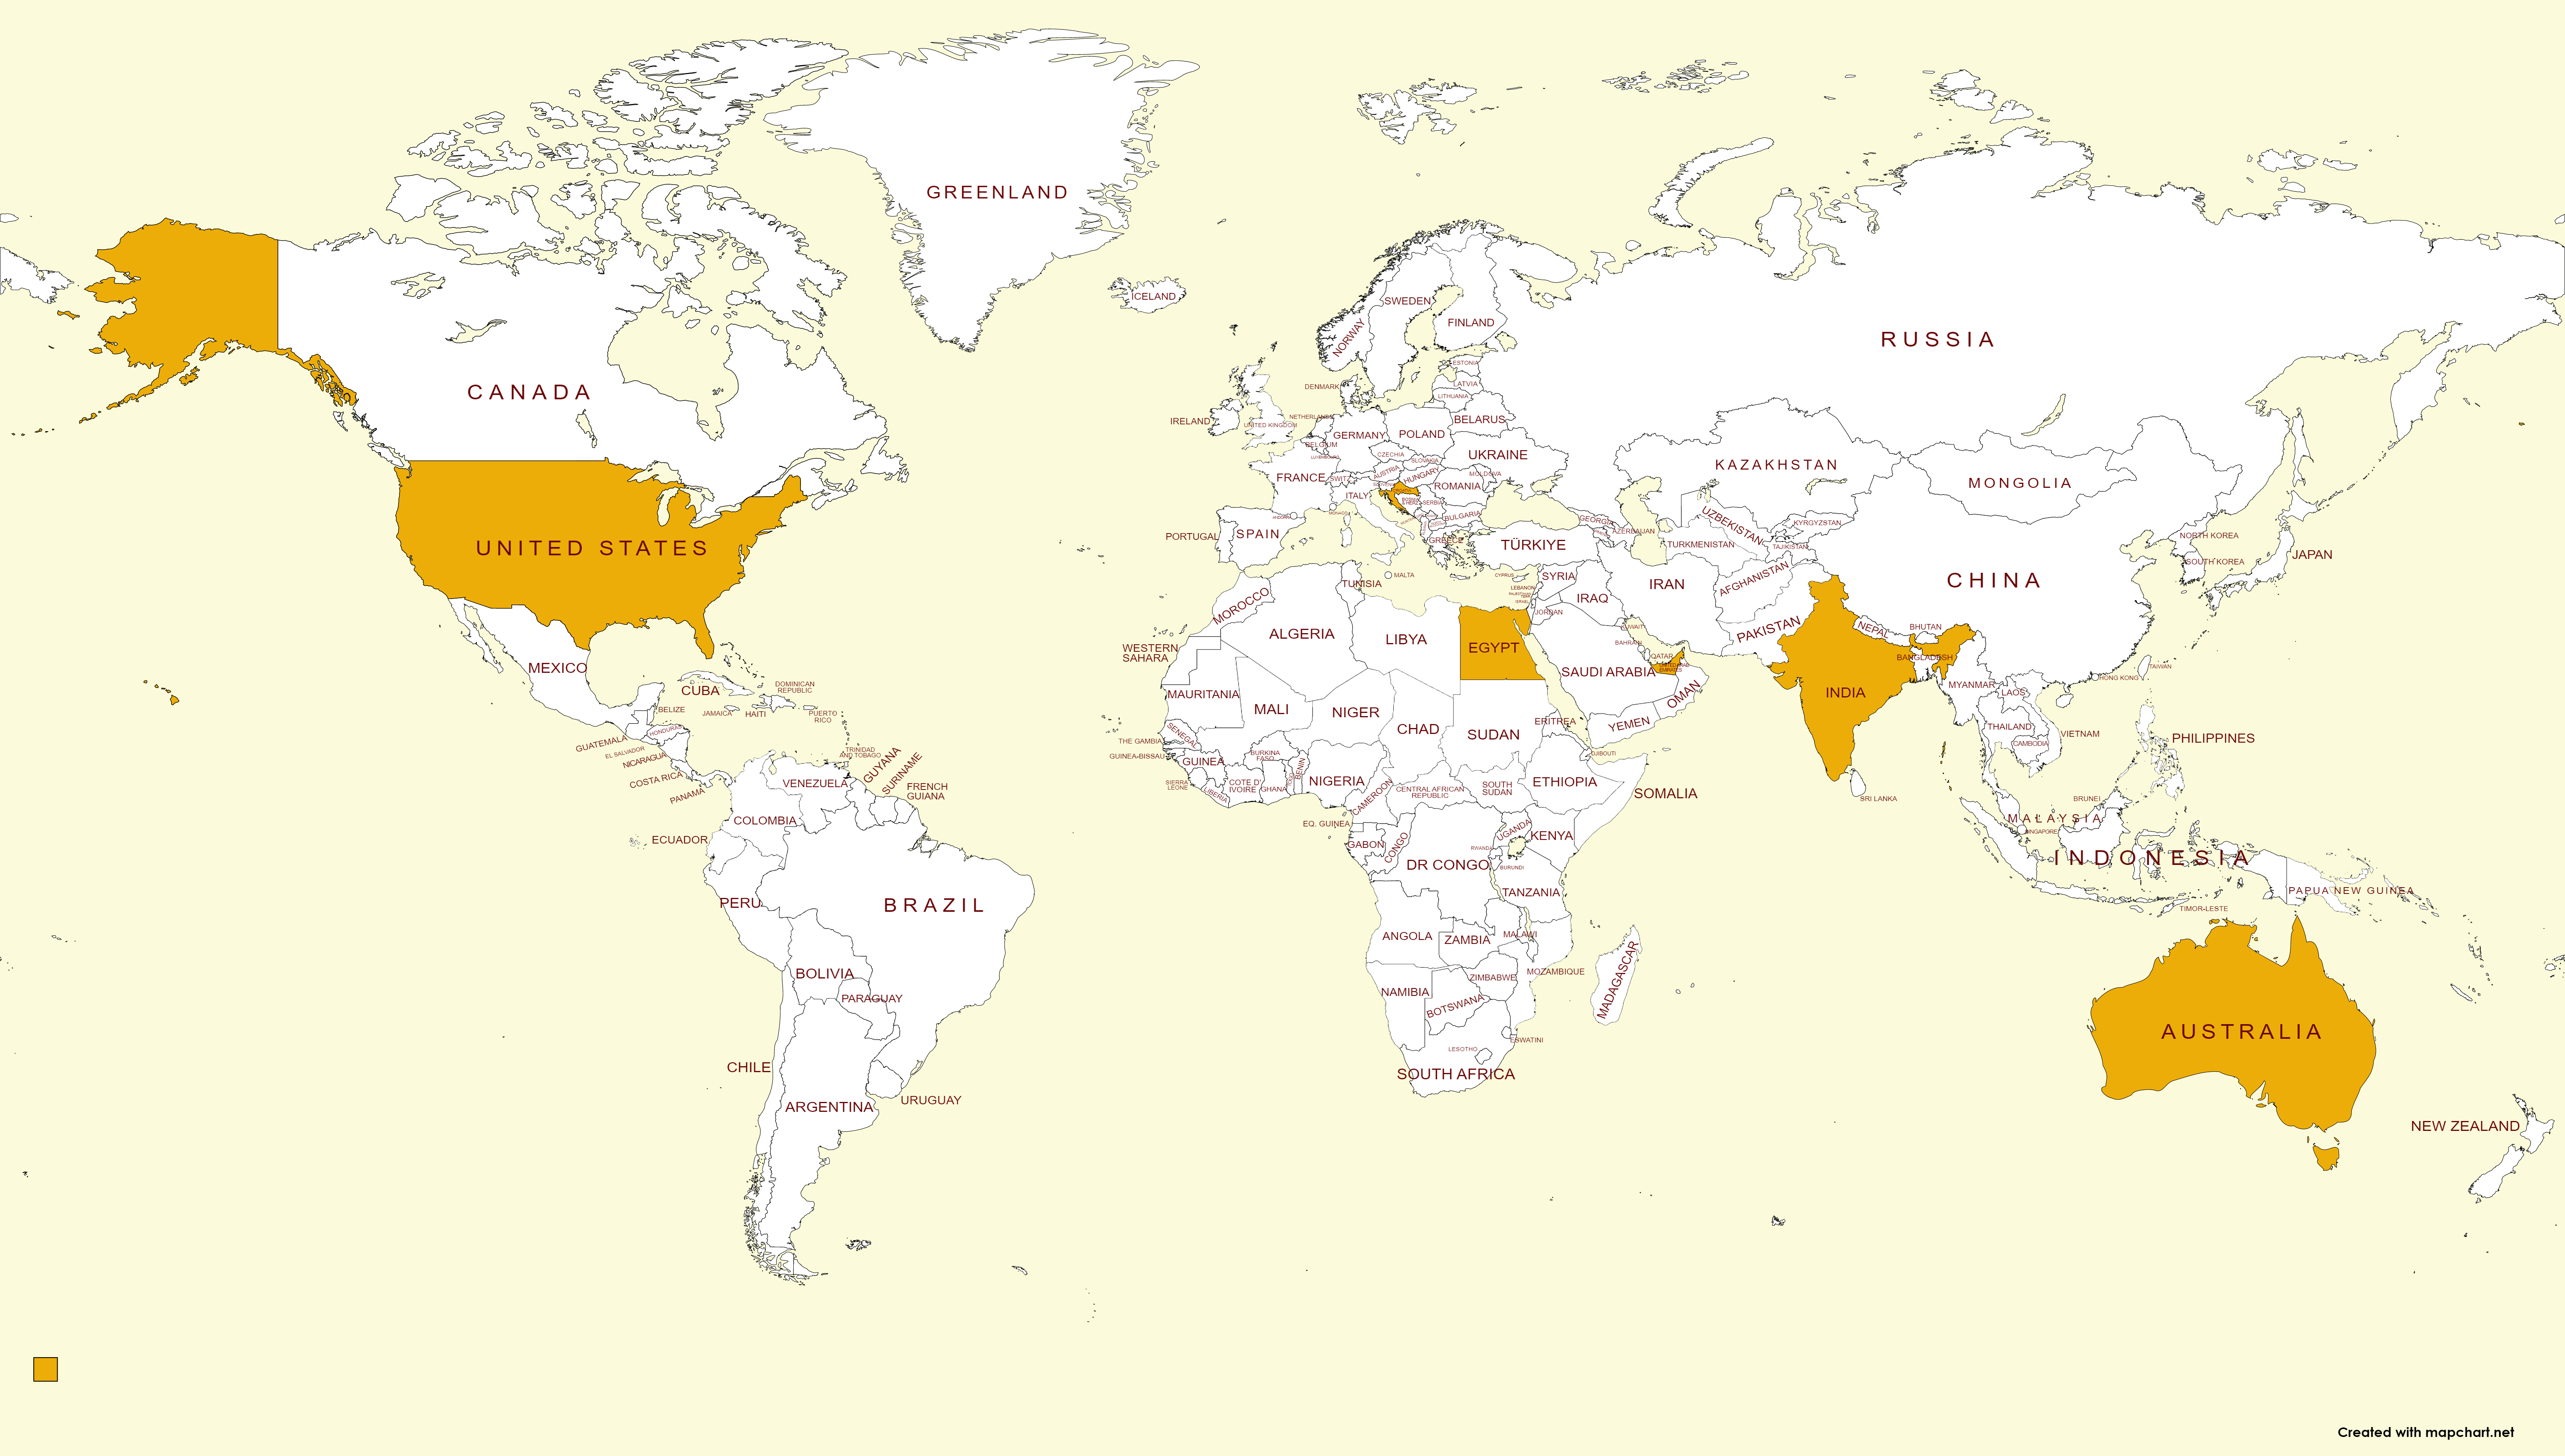 GREENLAND
ICELAND
SWEDEN
NORWAY
FINLAND
RUSSIA
CANADA
ESTONIA
LATVIA
LITHUANIA
DENMARK
IRELAND
UNITED KINGDOM
NETHERLANDS
BELARUS
GERMANY
POLAND
BELGIUM
LUXEMBOURG
CZECHIA
SLOVAKIA
UKRAINE
FRANCE
SWITZ.
AUSTRIA
HUNGARY
MOLDOVA
ROMANIA
ITALY
SERBIA
BULGARIA
ANDORRA
MONACO
PORTUGAL
SPAIN
GREECE
TÜRKIYE
GEORGIA
AZERBAIJAN
KAZAKHSTAN
MONGOLIA
UZBEKISTAN
KYRGYZSTAN
TURKMENISTAN
TAJIKISTAN
NORTH KOREA
SOUTH KOREA
JAPAN
CHINA
UNITED STATES
MALTA
TUNISIA
CYPRUS
SYRIA
LEBANON
ISRAEL
IRAQ
IRAN
AFGHANISTAN
JORDAN
KUWAIT
BAHRAIN
QATAR
UNITED ARAB
EMIRATES
PAKISTAN
NEPAL
BHUTAN
BANGLADESH
INDIA
MOROCCO
ALGERIA
LIBYA
EGYPT
SAUDI ARABIA
OMAN
YEMEN
WESTERN
SAHARA
MAURITANIA
MALI
NIGER
CHAD
SUDAN
ERITREA
DJIBOUTI
MEXICO
CUBA
DOMINICAN
REPUBLIC
BELIZE
JAMAICA
HAITI
PUERTO
RICO
GUATEMALA
HONDURAS
EL SALVADOR
NICARAGUA
COSTA RICA
PANAMA
TRINIDAD
AND TOBAGO
VENEZUELA
GUYANA
SURINAME
FRENCH
GUIANA
COLOMBIA
ECUADOR
PERU
BRAZIL
BOLIVIA
PARAGUAY
CHILE
ARGENTINA
URUGUAY
SENEGAL
THE GAMBIA
GUINEA-BISSAU
GUINEA
SIERRA
LEONE
LIBERIA
COTE D'
IVOIRE
BURKINA
FASO
GHANA
TOGO
BENIN
NIGERIA
CAMEROON
CENTRAL AFRICAN
REPUBLIC
SOUTH
SUDAN
ETHIOPIA
SOMALIA
EQ. GUINEA
GABON
CONGO
DR CONGO
UGANDA
KENYA
RWANDA
BURUNDI
TANZANIA
ANGOLA
ZAMBIA
MALAWI
MOZAMBIQUE
ZIMBABWE
NAMIBIA
BOTSWANA
MADAGASCAR
ESWATINI
LESOTHO
SOUTH AFRICA
TAIWAN
HONG KONG
MYANMAR
LAOS
THAILAND
CAMBODIA
VIETNAM
PHILIPPINES
SRI LANKA
BRUNEI
MALAYSIA
SINGAPORE
INDONESIA
PAPUA NEW GUINEA
TIMOR-LESTE
AUSTRALIA
NEW ZEALAND
Created with mapchart.net